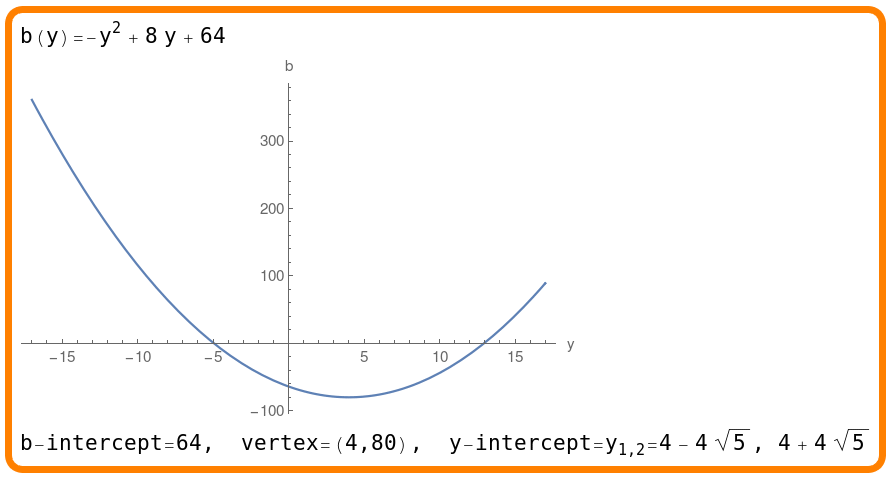 b(y)=-y² + 8 y + 64
b
300
200
100
-15 -10 -5 5 10 15 y
-100
b-intercept=64, vertex=(4,80), y-intercept=y₁,₂=4 - 4 √5, 4 + 4 √5